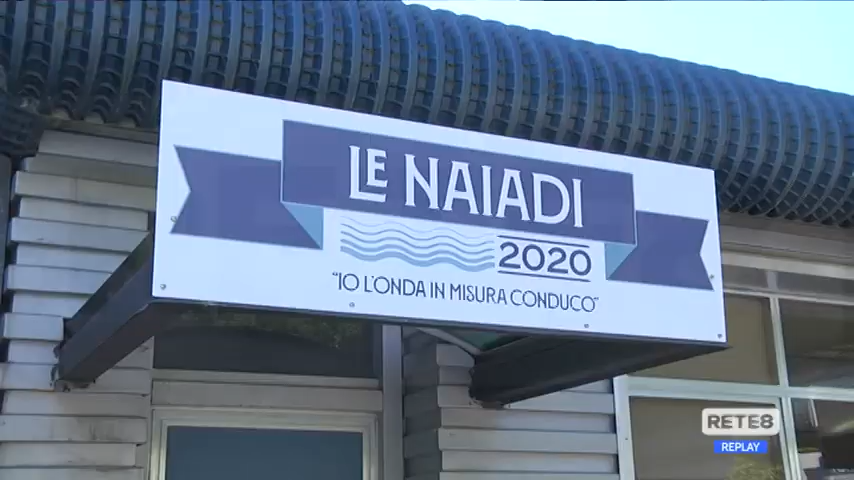 LE NAIADI
2020
"IO L'ONDA IN MISURA CONDUCO"
RETE8
REPLAY